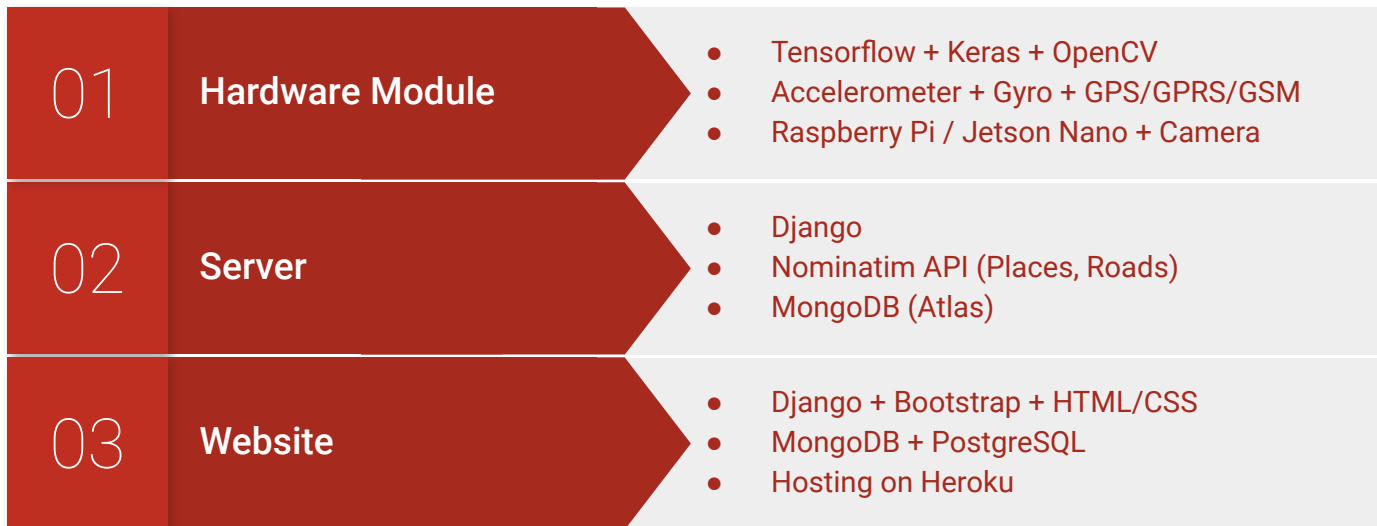 01
Hardware Module
● Tensorflow + Keras + OpenCV
● Accelerometer + Gyro + GPS/GPRS/GSM
● Raspberry Pi / Jetson Nano + Camera
02
Server
● Django
● Nominatim API (Places, Roads)
● MongoDB (Atlas)
03
Website
● Django + Bootstrap + HTML/CSS
● MongoDB + PostgreSQL
● Hosting on Heroku